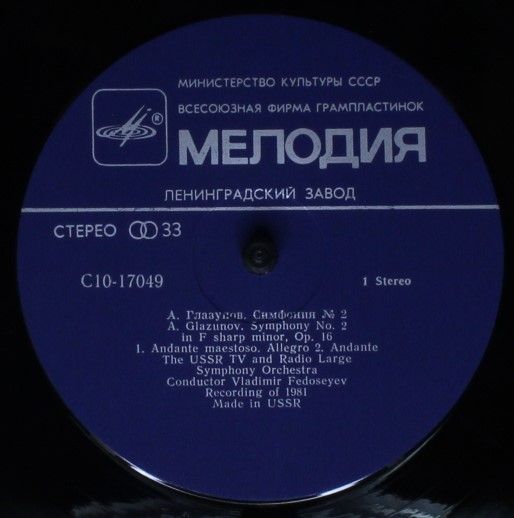 МИНИСТЕРСТВО КУЛЬТУРЫ СССР
ВСЕСОЮЗНАЯ ФИРМА ГРАМПЛАСТИНОК
®
МЕЛОДИЯ
ЛЕНИНГРАДСКИЙ ЗАВОД
СТЕРЕО 33
С10-17049
1 Stereo
А. Глазунов. Симфония № 2
A. Glazunov. Symphony No. 2
in F sharp minor, Op. 16
1. Andante maestoso. Allegro 2. Andante
The USSR TV and Radio Large
Symphony Orchestra
Conductor Vladimir Fedoseyev
Recording of 1981
Made in USSR